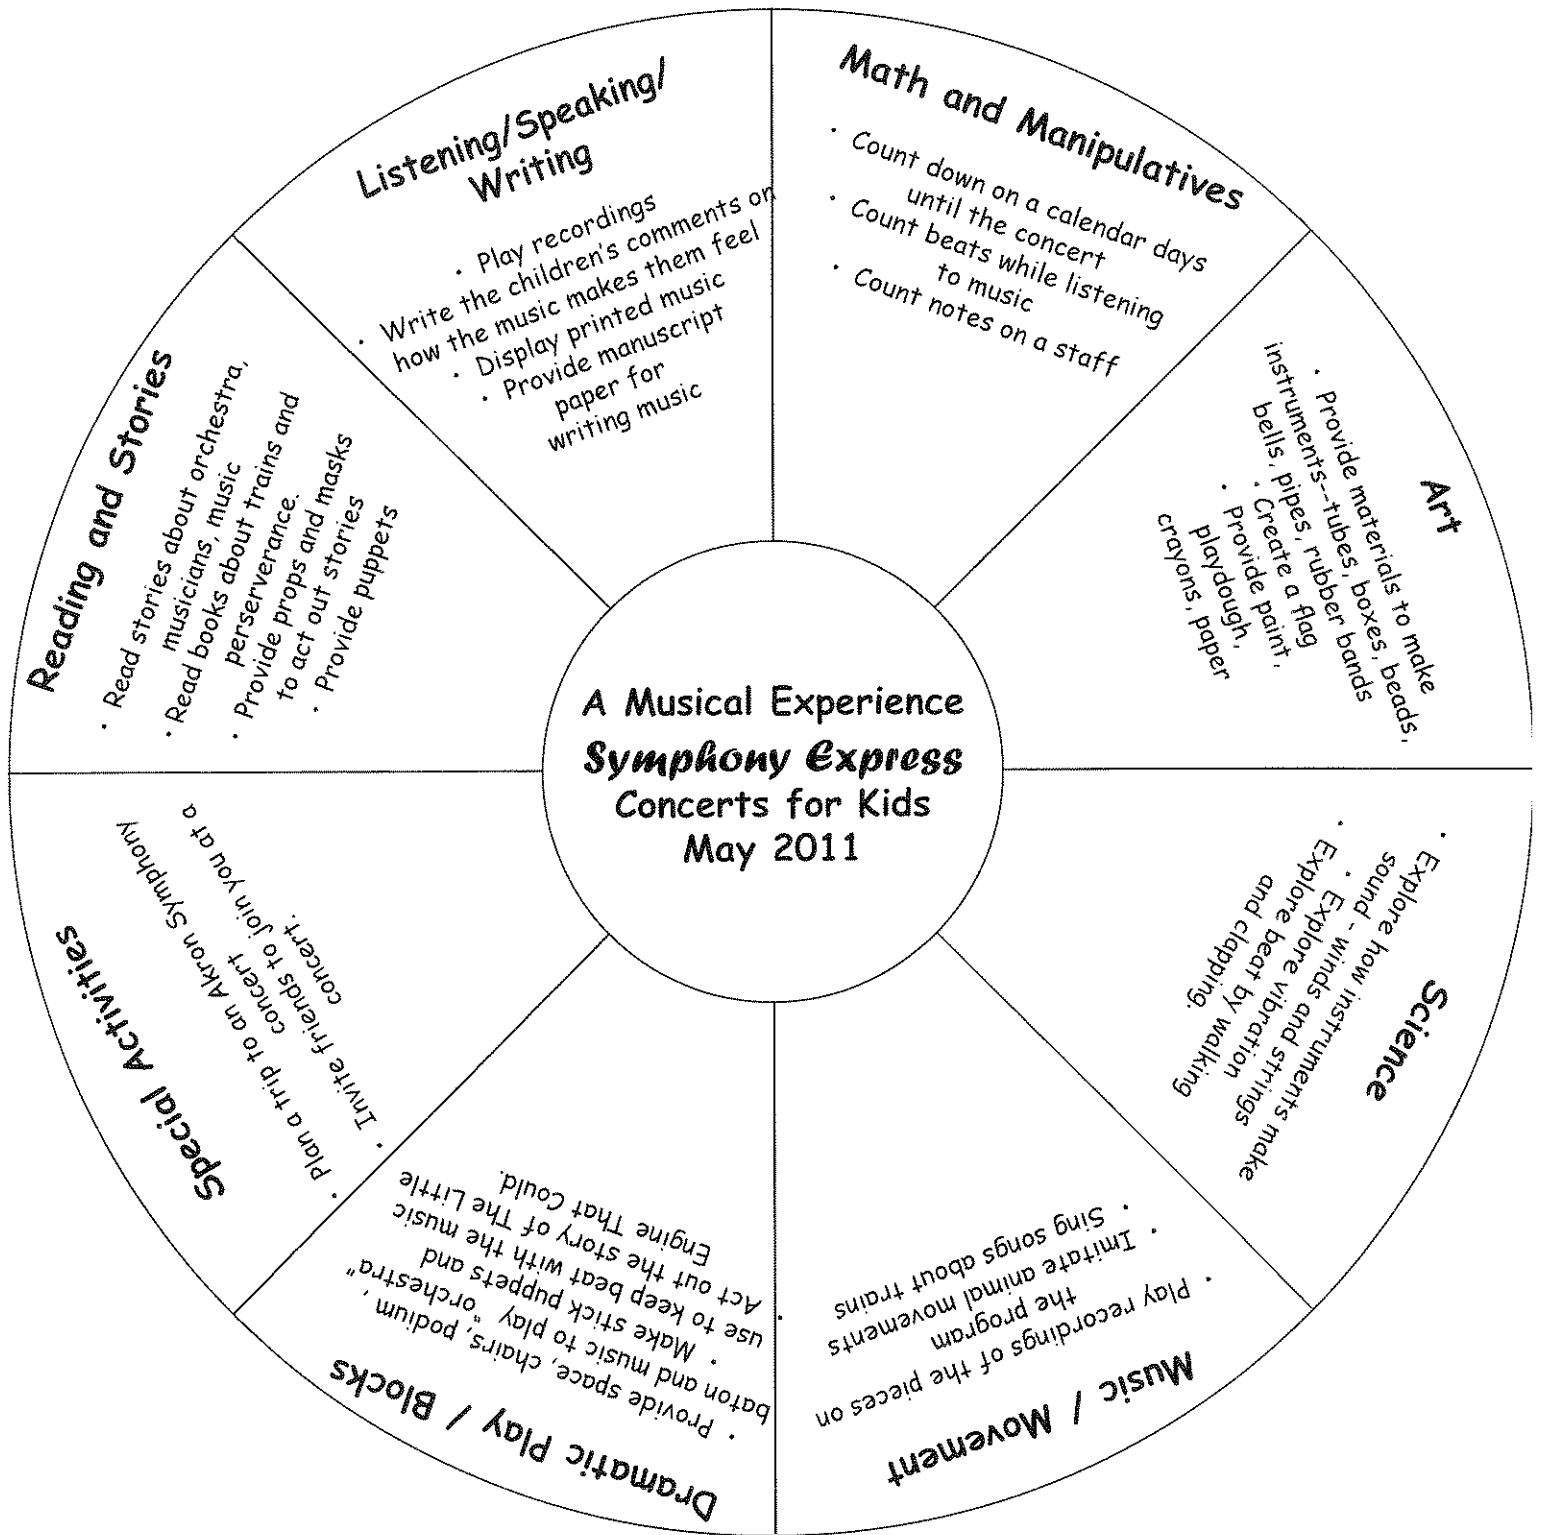 A Musical Experience
Symphony Express
Concerts for Kids
May 2011
Math and Manipulatives
· Count down on a calendar days
until the concert
· Count beats while listening
to music
· Count notes on a staff
Art
· Provide materials to make
instruments--tubes, boxes, beads,
bells, pipes, rubber bands
· Create a flag
· Provide paint,
playdough,
crayons, paper
Science
· Explore how instruments make
sound - winds and strings
· Explore vibration
· Explore beat by walking
and clapping.
Music / Movement
· Play recordings of the pieces on
the program
· Imitate animal movements
· Sing songs about trains
Dramatic Play / Blocks
· Provide space, chairs, podium,
baton and music to play "orchestra"
· Make stick puppets and
use to keep beat with the music
· Act out the story of The Little
Engine That Could.
Special Activities
· Plan a trip to an Akron Symphony
concert
· Invite friends to join you at a
concert.
Reading and Stories
· Read stories about orchestra,
musicians, music
· Read books about trains and
perserverance.
· Provide props and masks
to act out stories
· Provide puppets
Listening/Speaking/
Writing
· Play recordings
· Write the children's comments on
how the music makes them feel
· Display printed music
· Provide manuscript
paper for
writing music